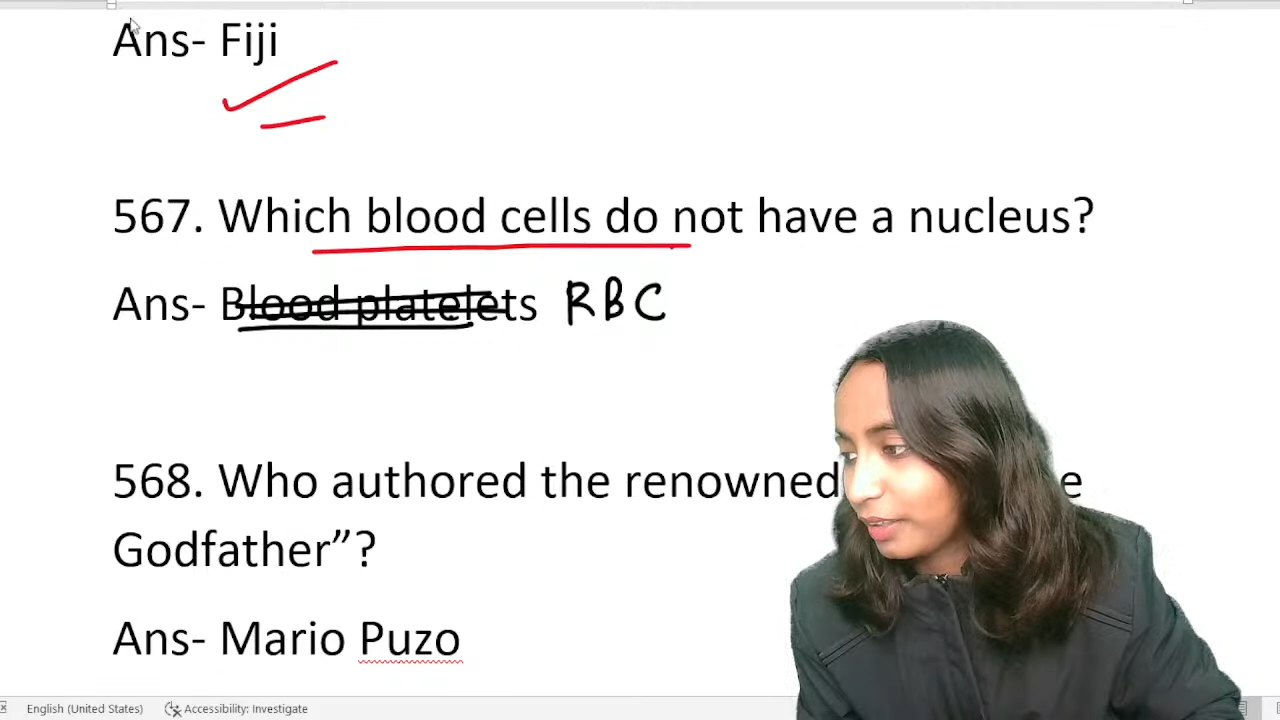 Ans- Fiji
567. Which blood cells do not have a nucleus?
Ans- Blood platelets RBC
568. Who authored the renowned e
Godfather”?
Ans- Mario Puzo
English (United States) Accessibility: Investigate